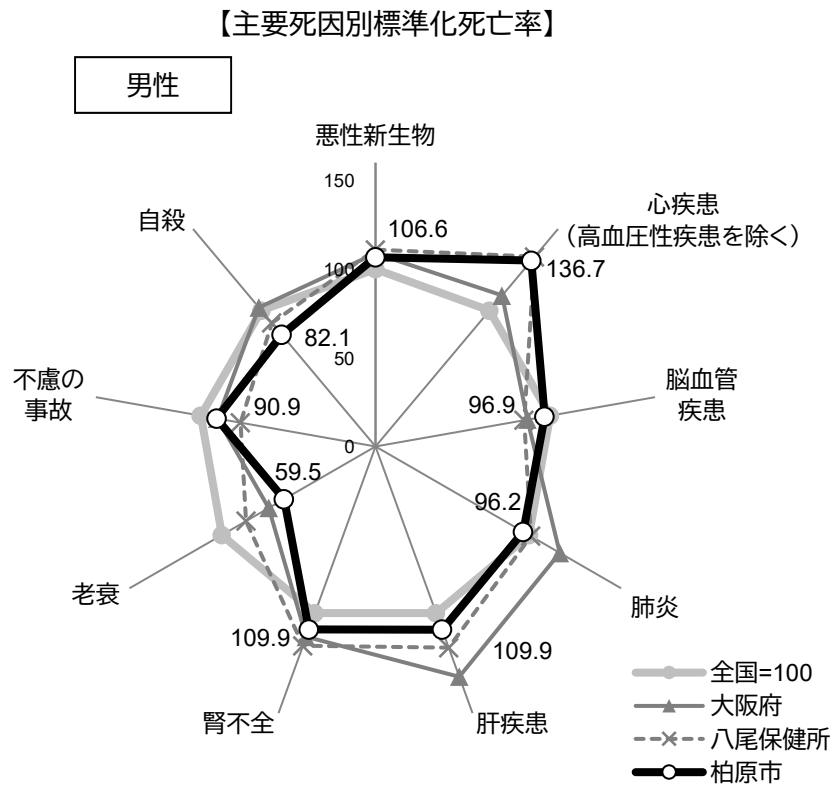 【主要死因別標準化死亡率】
男性
悪性新生物
150
自殺
心疾患
（高血圧性疾患を除く）
106.6
100
136.7
82.1
50
不慮の
事故
脳血管
疾患
90.9
96.9
0
59.5
96.2
老衰
肺炎
109.9
109.9
腎不全
肝疾患
全国=100
大阪府
八尾保健所
柏原市